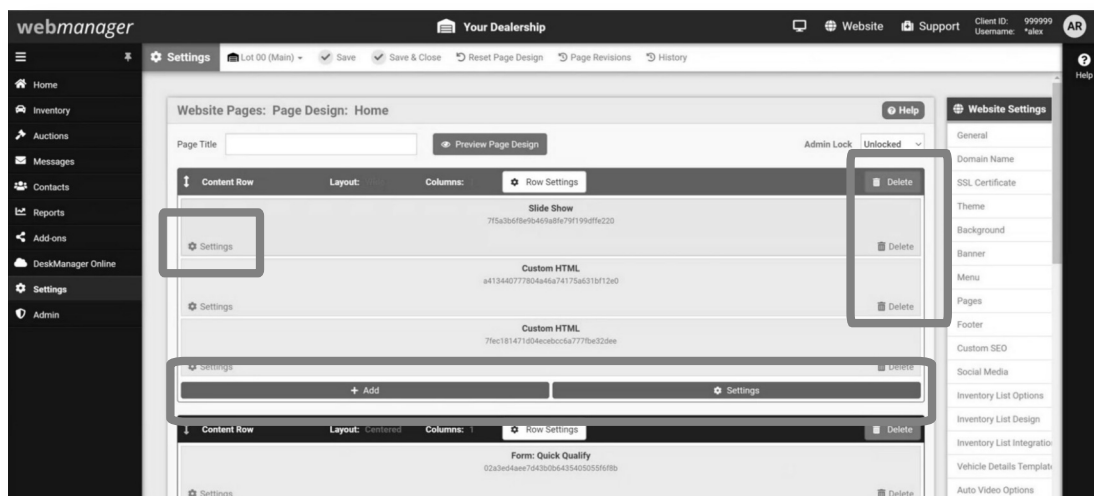 webmanager
Your Dealership
Website
Support
Client ID: 999999
Username: *alex
AR
Settings
Lot 00 (Main)
Save
Save & Close
Reset Page Design
Page Revisions
History
Help
Home
Inventory
Auctions
Messages
Contacts
Reports
Add-ons
DeskManager Online
Settings
Admin
Website Pages: Page Design: Home
Help
Page Title
Preview Page Design
Admin Lock Unlocked
Content Row Layout: Columns: Row Settings Delete
Slide Show
7f5a3b6f8e9b469a8fe79f199dffe220
Settings Delete
Custom HTML
a413440777804a46a74175a631bf12e0
Settings Delete
Custom HTML
7fec181471d04ecebcc6a777fbe32dee
Settings Delete
+ Add Settings
Content Row Layout: Centered Columns: 1 Row Settings Delete
Form: Quick Qualify
02a3ed4aee7d43b0b6435405055f6f8b
Settings Delete
Website Settings
General
Domain Name
SSL Certificate
Theme
Background
Banner
Menu
Pages
Footer
Custom SEO
Social Media
Inventory List Options
Inventory List Design
Inventory List Integratio
Vehicle Details Templat
Auto Video Options